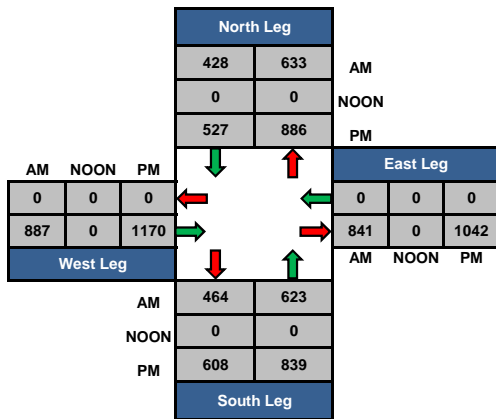 North Leg
428 633 AM
0 0 NOON
527 886 PM
AM NOON PM East Leg
0 0 0 0 0 0
887 0 1170 841 0 1042
West Leg AM NOON PM
AM 464 623
NOON 0 0
PM 608 839
South Leg